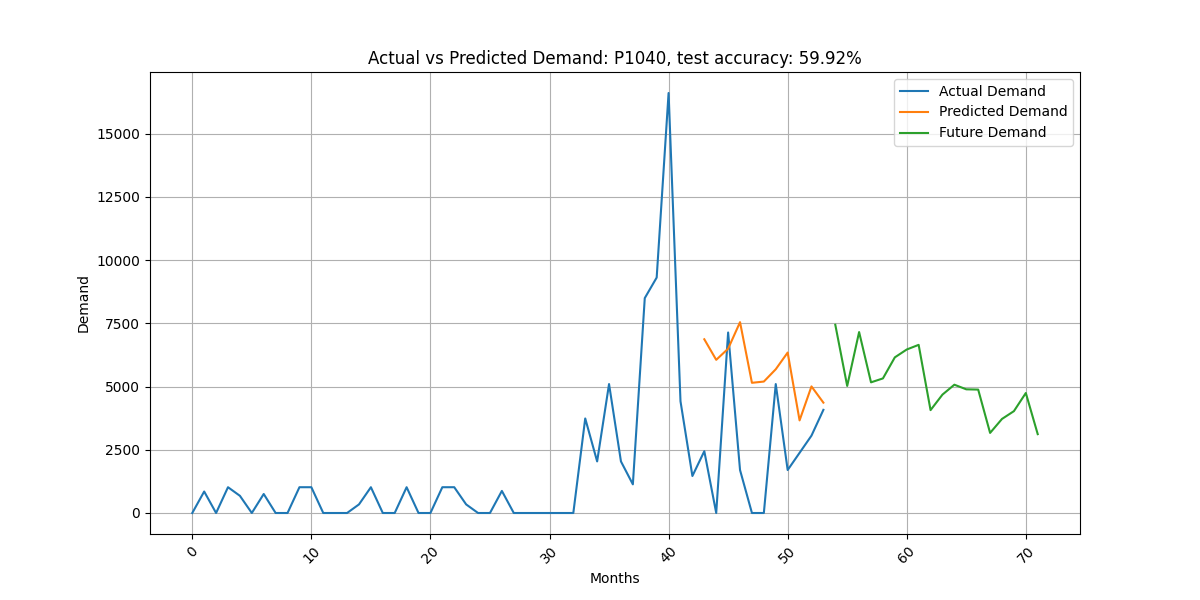 Actual vs Predicted Demand: P1040, test accuracy: 59.92%
Actual Demand
Predicted Demand
Future Demand
15000
12500
10000
7500
5000
2500
0
Demand
0
10
20
30
40
50
60
70
Months